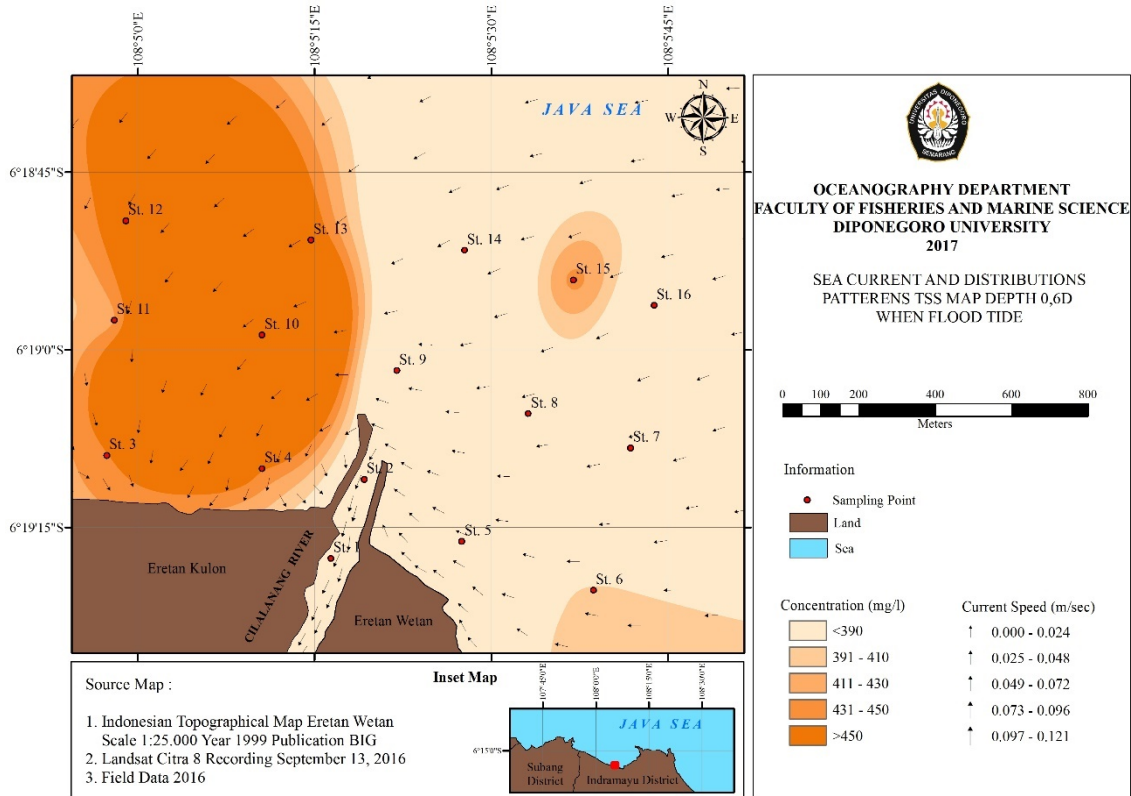 108°5'0"E
108°5'15"E
108°5'30"E
108°5'45"E
6°18'45"S
6°19'0"S
6°19'15"S
JAVA SEA
N
W
E
S
St. 12
St. 13
St. 14
St. 15
St. 16
St. 11
St. 10
St. 9
St. 8
St. 7
St. 3
St. 4
St. 2
St. 5
St. 1
St. 6
Eretan Kulon
CILALANANG RIVER
Eretan Wetan
UNIVERSITAS DIPONEGORO
SEMARANG
OCEANOGRAPHY DEPARTMENT
FACULTY OF FISHERIES AND MARINE SCIENCE
DIPONEGORO UNIVERSITY
2017
SEA CURRENT AND DISTRIBUTIONS
PATTERENS TSS MAP DEPTH 0,6D
WHEN FLOOD TIDE
0 100 200 400 600 800
Meters
Information
Sampling Point
Land
Sea
Concentration (mg/l)
<390
391 - 410
411 - 430
431 - 450
>450
Current Speed (m/sec)
0.000 - 0.024
0.025 - 0.048
0.049 - 0.072
0.073 - 0.096
0.097 - 0.121
Source Map :
1. Indonesian Topographical Map Eretan Wetan
Scale 1:25,000 Year 1999 Publication BIG
2. Landsat Citra 8 Recording September 13, 2016
3. Field Data 2016
Inset Map
6°15'0"S
JAVA SEA
Subang
District
Indramayu District